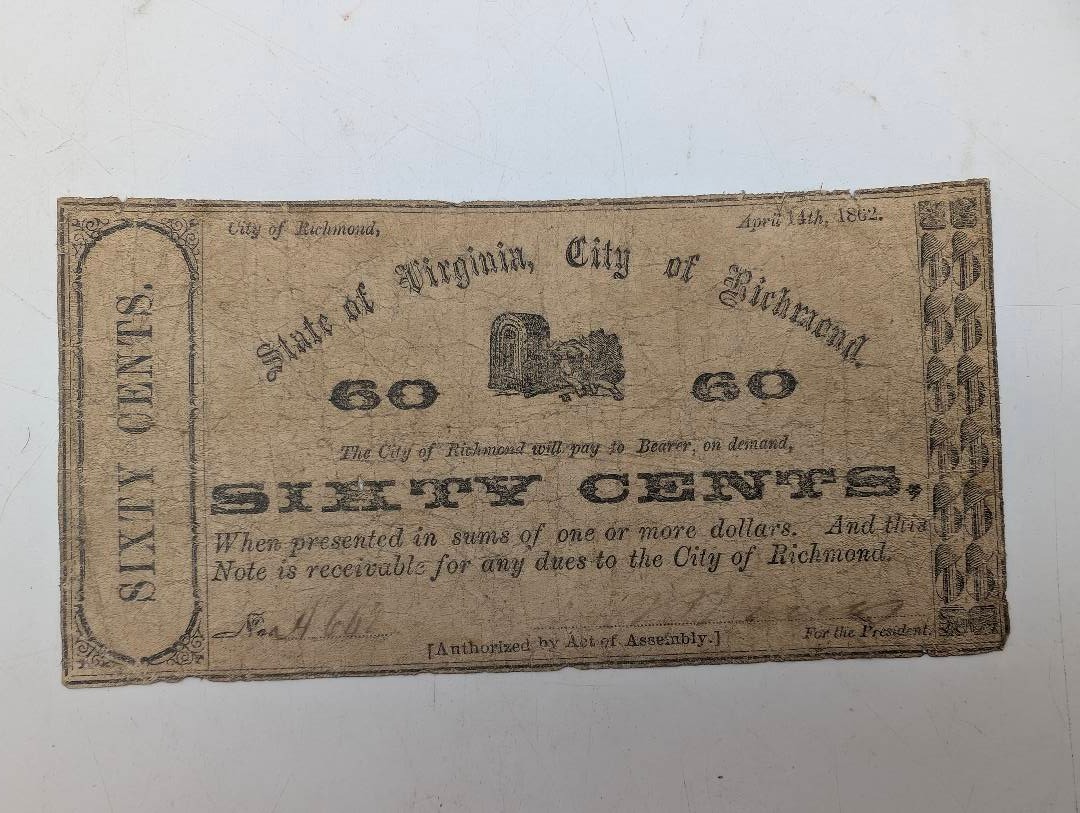 City of Richmond,
April 14th, 1862.
State of Virginia, City of Richmond.
60
60
The City of Richmond will pay to Bearer, on demand,
SIXTY CENTS,
When presented in sums of one or more dollars. And this
Note is receivable for any dues to the City of Richmond.
No.
For the President.
[Authorized by Act of Assembly.]
SIXTY CENTS.